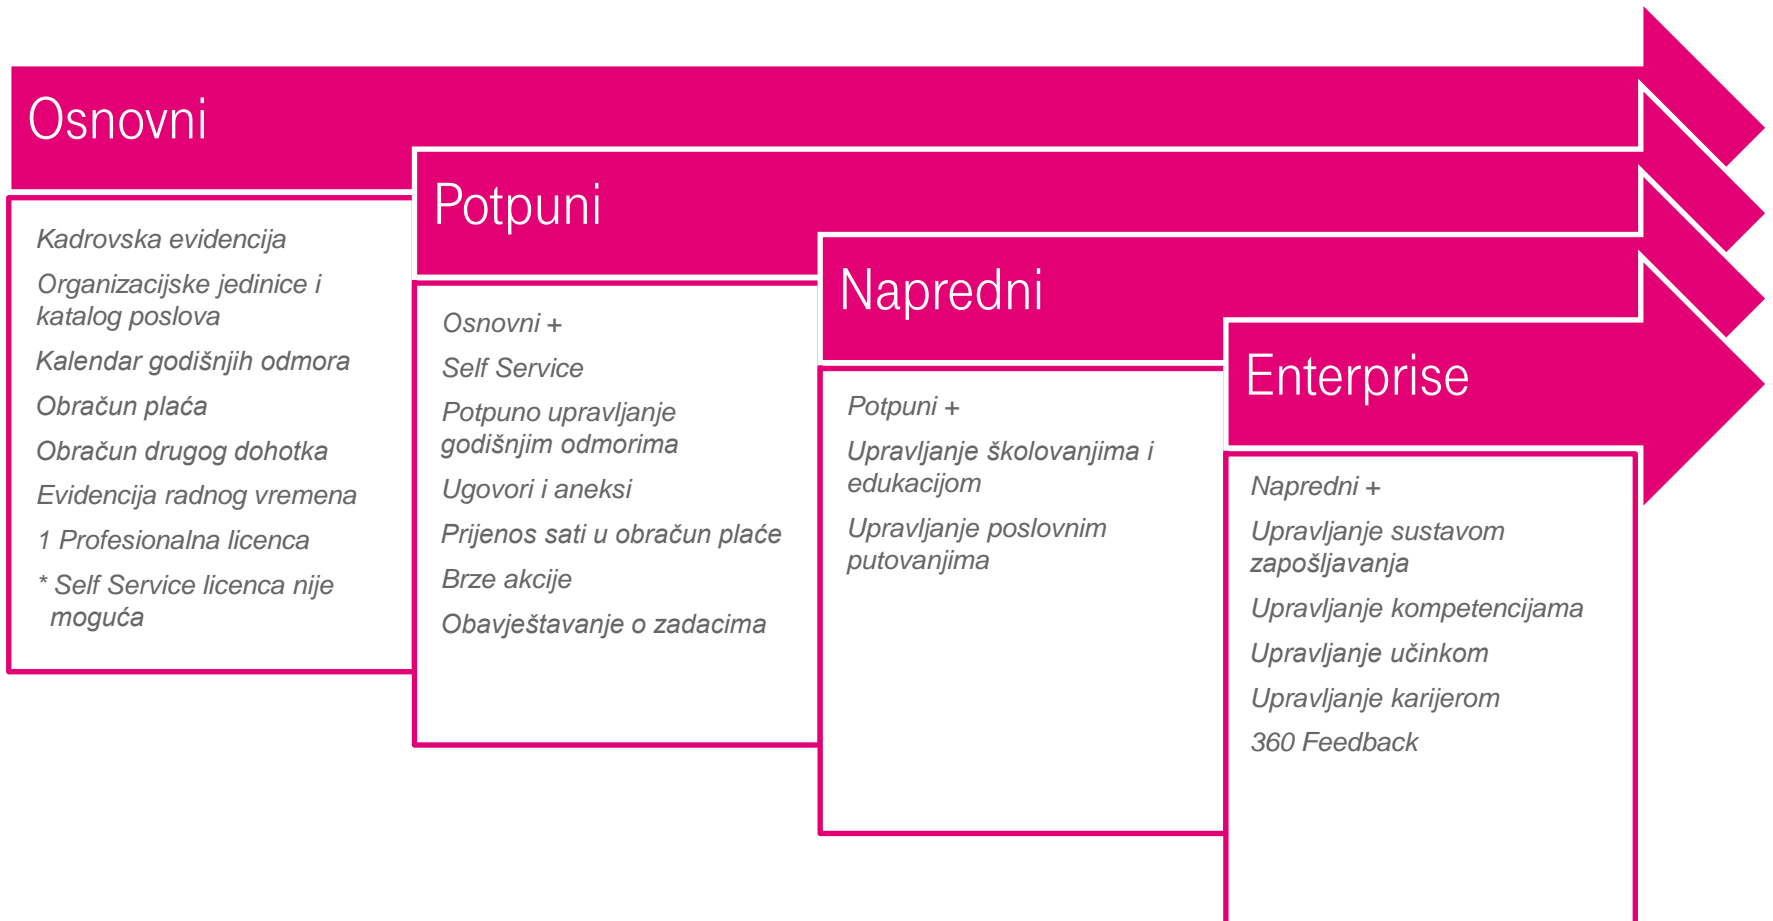 Osnovni
Kadrovska evidencija
Organizacijske jedinice i
katalog poslova
Kalendar godišnjih odmora
Obračun plaća
Obračun drugog dohotka
Evidencija radnog vremena
1 Profesionalna licenca
* Self Service licenca nije
moguća
Potpuni
Osnovni +
Self Service
Potpuno upravljanje
godišnjim odmorima
Ugovori i aneksi
Prijenos sati u obračun plaće
Brze akcije
Obavještavanje o zadacima
Napredni
Potpuni +
Upravljanje školovanjima i
edukacijom
Upravljanje poslovnim
putovanjima
Enterprise
Napredni +
Upravljanje sustavom
zapošljavanja
Upravljanje kompetencijama
Upravljanje učinkom
Upravljanje karijerom
360 Feedback